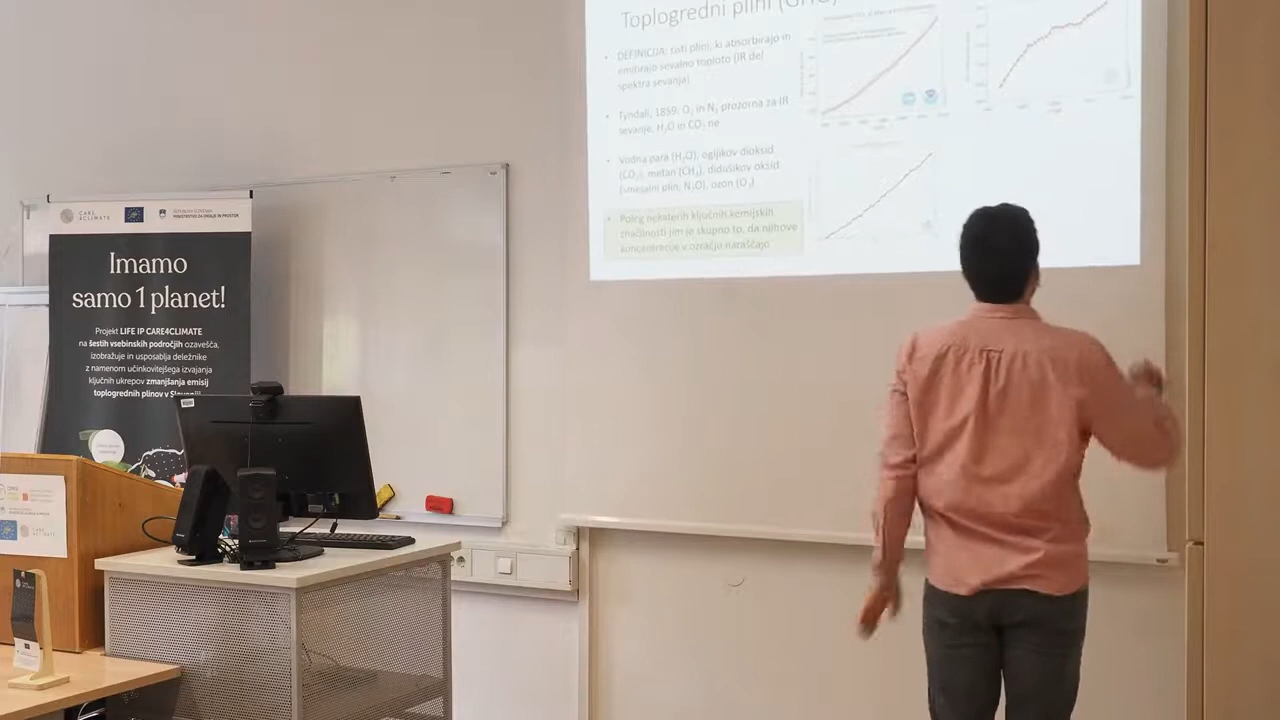 Toplogredni plini (GHG)
• DEFINICIJA: tisti plini, ki absorbirajo in
emitirajo sevalno toploto (IR del
spektra sevanja)
• Tyndall, 1859: O₂ in N₂ prozorna za IR
sevanje, H₂O in CO₂ ne
• Vodna para (H₂O), ogljikov dioksid
(CO₂), metan (CH₄), didušikov oksid
(smejalni plin, N₂O), ozon (O₃)
• Poleg nekaterih ključnih kemijskih
značilnosti jim je skupno to, da njihove
koncentracije v ozračju naraščajo
CARE
4CLIMATE
REPUBLIKA SLOVENIJA
MINISTRSTVO ZA OKOLJE IN PROSTOR
Imamo
samo 1 planet!
Projekt LIFE IP CARE4CLIMATE
na šestih vsebinskih področjih ozavešča,
izobražuje in usposablja deležnike
z namenom učinkovitejšega izvajanja
ključnih ukrepov zmanjšanja emisij
toplogrednih plinov v Sloveniji